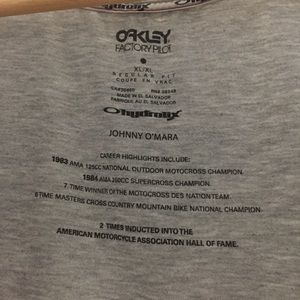 OAKLEY
FACTORY PILOT
XL/XL
REGULAR FIT
COUPE EN VRAC
MADE IN EL SALVADOR
FABRIQUÉ AU EL SALVADOR
Ohydrolix
JOHNNY O'MARA
CAREER HIGHLIGHTS INCLUDE:
1983 AMA 125CC NATIONAL OUTDOOR MOTOCROSS CHAMPION.
1984 AMA 250CC SUPERCROSS CHAMPION.
7-TIME WINNER OF THE MOTOCROSS DES NATION TEAM.
6 TIME MASTERS CROSS COUNTRY MOUNTAIN BIKE NATIONAL CHAMPION.
2 TIMES INDUCTED INTO THE
AMERICAN MOTORCYCLE ASSOCIATION HALL OF FAME.